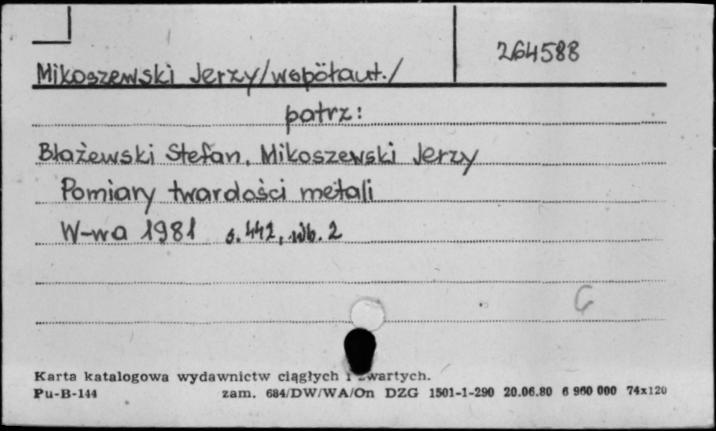 264588
Mikoszewski Jerzy/współaut./
patrz:
Błażewski Stefan, Mikoszewski Jerzy
Pomiary twardości metali
W-wa 1981 s. 442, wb. 2
G
Karta katalogowa wydawnictw ciągłych i zwartych.
Pu-B-144 zam. 684/DW/WA/On DZG 1501-1-290 20.06.80 6 960 000 74x120